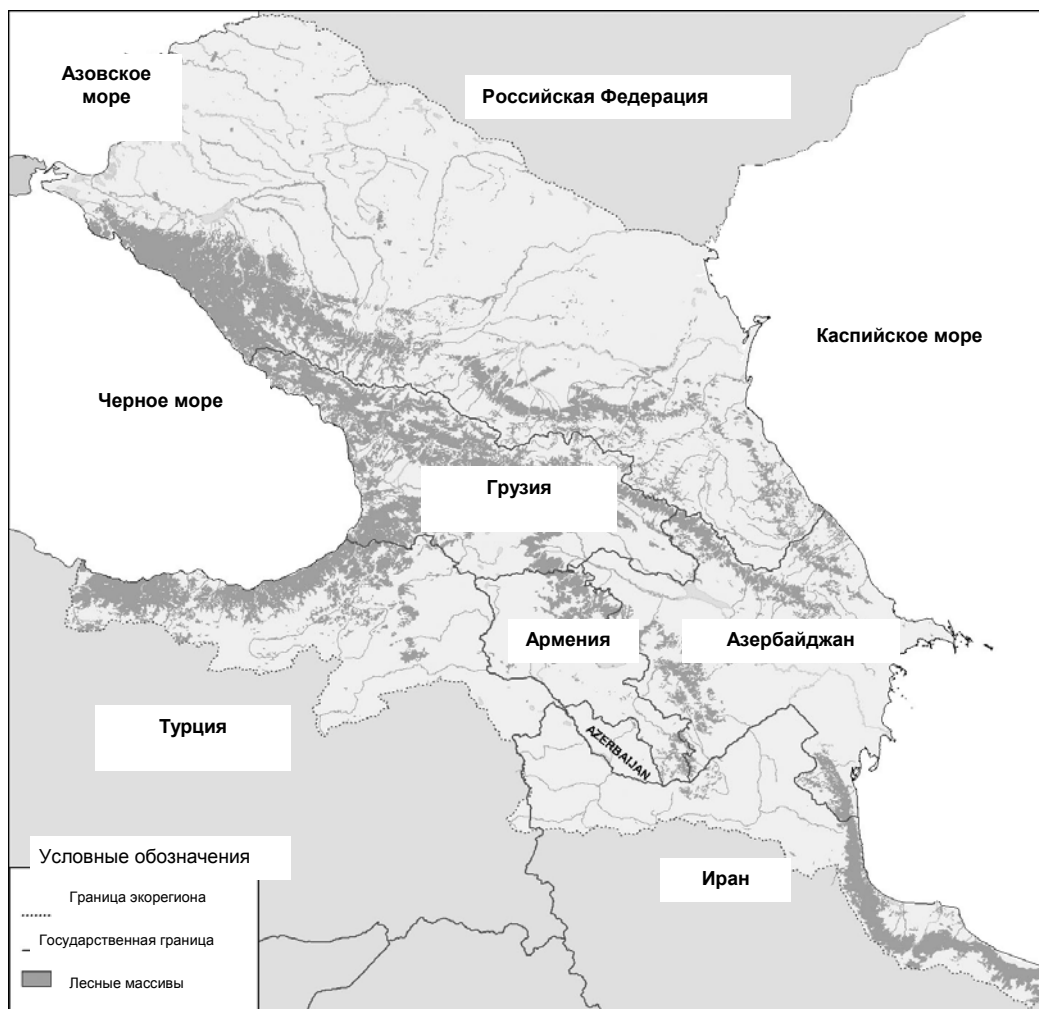 Азовское
море
Российская Федерация
Каспийское море
Черное море
Грузия
Армения
Азербайджан
Турция
AZERBAIJAN
Иран
Условные обозначения
Граница экорегиона
Государственная граница
Лесные массивы